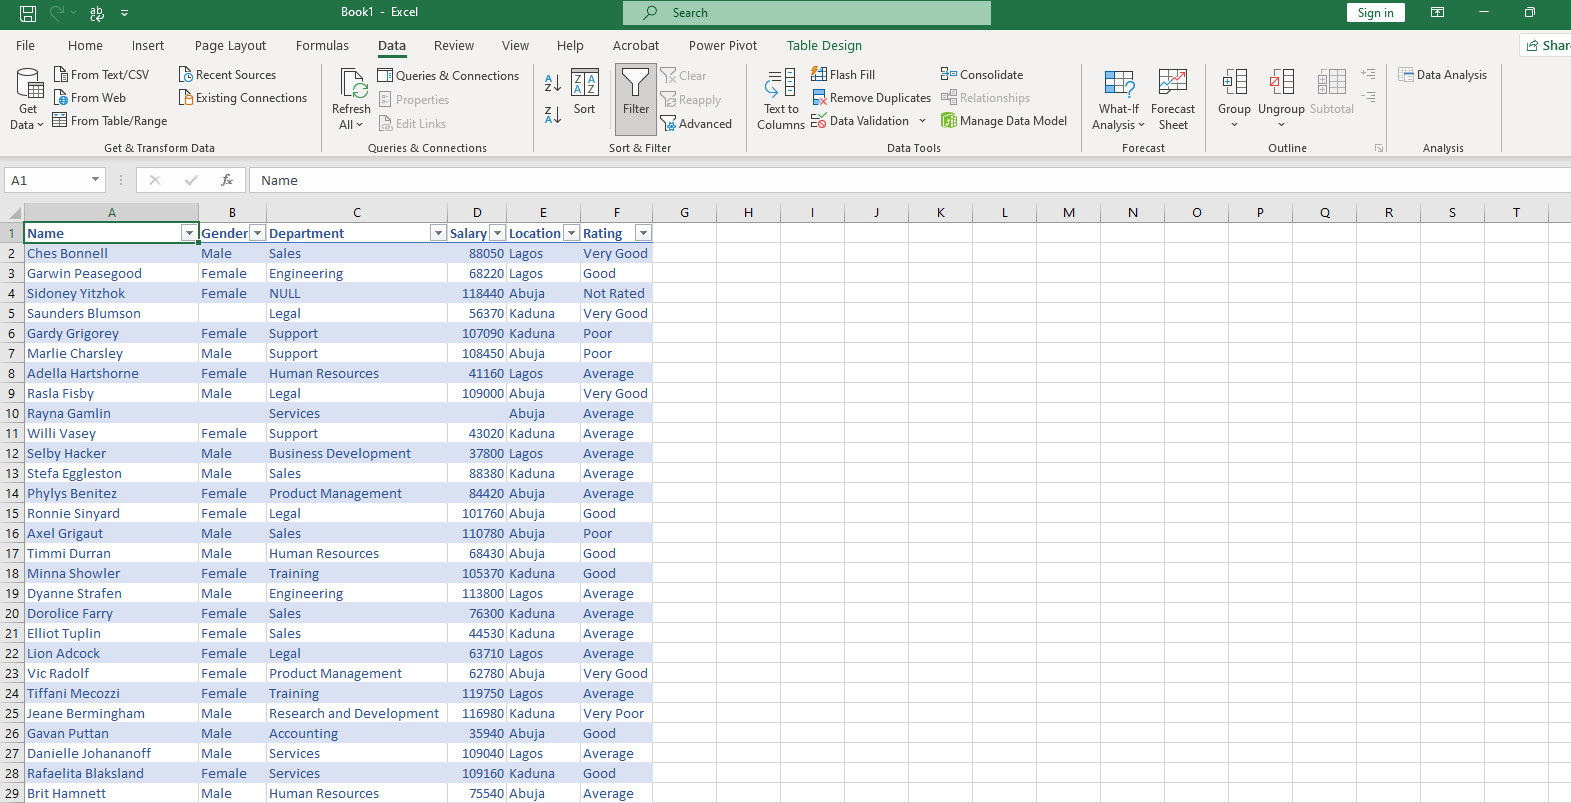 Book1 - Excel
Search
Sign in
File Home Insert Page Layout Formulas Data Review View Help Acrobat Power Pivot Table Design
Get Data
From Text/CSV
From Web
From Table/Range
Recent Sources
Existing Connections
Get & Transform Data
Refresh All
Queries & Connections
Properties
Edit Links
Queries & Connections
Sort
Filter
Clear
Reapply
Advanced
Sort & Filter
Text to Columns
Flash Fill
Remove Duplicates
Data Validation
Consolidate
Relationships
Manage Data Model
Data Tools
What-If Analysis
Forecast Sheet
Forecast
Group
Ungroup
Subtotal
Outline
Data Analysis
Analysis
A1 fx Name
A B C D E F G H I J K L M N O P Q R S T
1 Name Gender Department Salary Location Rating
2 Ches Bonnell Male Sales 88050 Lagos Very Good
3 Garwin Peasegood Female Engineering 68220 Lagos Good
4 Sidoney Yitzhok Female NULL 118440 Abuja Not Rated
5 Saunders Blumson Legal 56370 Kaduna Very Good
6 Gardy Grigorey Female Support 107090 Kaduna Poor
7 Marlie Charsley Male Support 108450 Abuja Poor
8 Adella Hartshorne Female Human Resources 41160 Lagos Average
9 Rasla Fisby Male Legal 109000 Abuja Very Good
10 Rayna Gamlin Services Abuja Average
11 Willi Vasey Female Support 43020 Kaduna Average
12 Selby Hacker Male Business Development 37800 Lagos Average
13 Stefa Eggleston Male Sales 88380 Kaduna Average
14 Phylys Benitez Female Product Management 84420 Abuja Average
15 Ronnie Sinyard Female Legal 101760 Abuja Good
16 Axel Grigaut Male Sales 110780 Abuja Poor
17 Timmi Durran Male Human Resources 68430 Abuja Good
18 Minna Showler Female Training 105370 Kaduna Good
19 Dyanne Strafen Male Engineering 113800 Lagos Average
20 Dorolice Farry Female Sales 76300 Kaduna Average
21 Elliot Tuplin Female Sales 44530 Kaduna Average
22 Lion Adcock Female Legal 63710 Lagos Average
23 Vic Radolf Female Product Management 62780 Abuja Very Good
24 Tiffani Mecozzi Female Training 119750 Lagos Average
25 Jeane Bermingham Male Research and Development 116980 Kaduna Very Poor
26 Gavan Puttan Male Accounting 35940 Abuja Good
27 Danielle Johananoff Male Services 109040 Lagos Average
28 Rafaelita Blaksland Female Services 109160 Kaduna Good
29 Brit Hamnett Male Human Resources 75540 Abuja Average